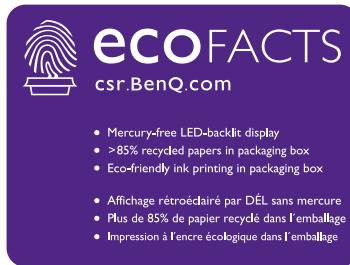 ecoFACTS
csr.BenQ.com
• Mercury-free LED-backlit display
• >85% recycled papers in packaging box
• Eco-friendly ink printing in packaging box
• Affichage rétroéclairé par DÉL sans mercure
• Plus de 85% de papier recyclé dans l'emballage
• Impression à l'encre écologique dans l'emballage